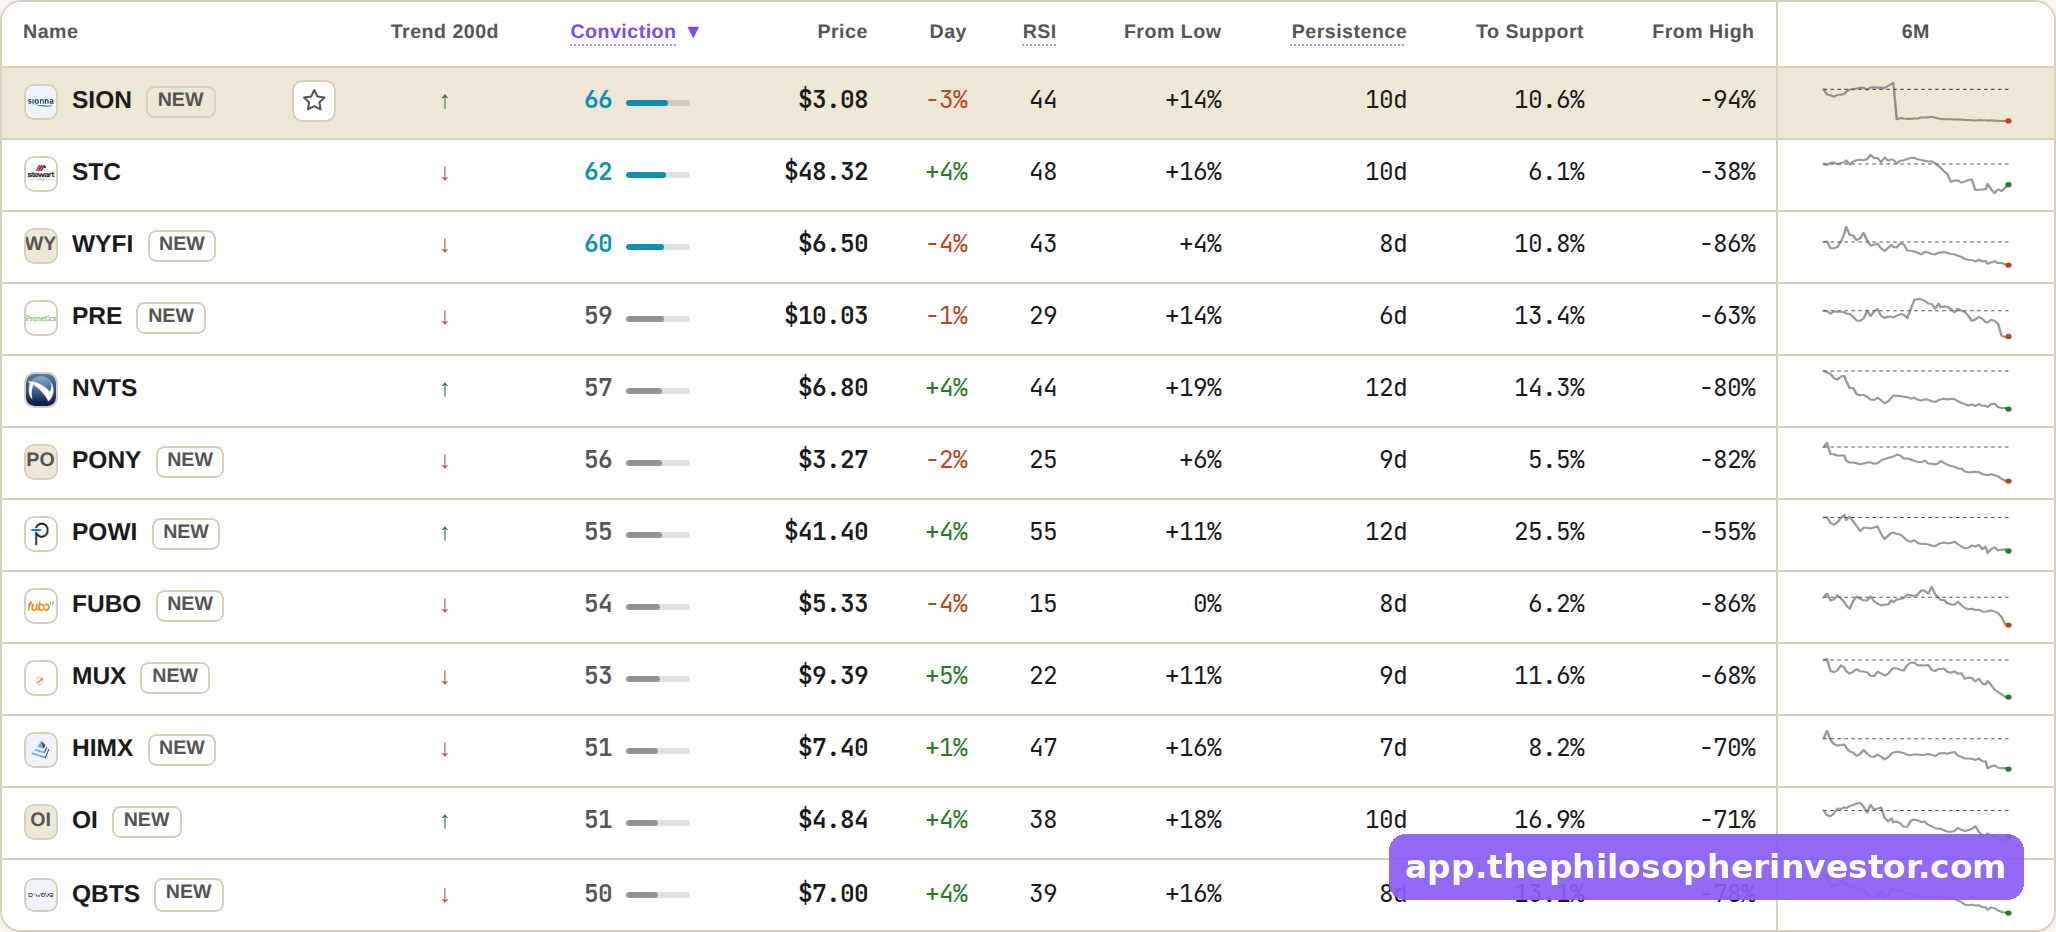 Name Trend 200d Conviction ▼ Price Day RSI From Low Persistence To Support From High 6M
sionna SION NEW ↑ 66 $3.08 -3% 44 +14% 10d 10.6% -94%
stewart STC ↓ 62 $48.32 +4% 48 +16% 10d 6.1% -38%
WY WYFI NEW ↓ 60 $6.50 -4% 43 +4% 8d 10.8% -86%
Prenetics PRE NEW ↓ 59 $10.03 -1% 29 +14% 6d 13.4% -63%
NVTS ↑ 57 $6.80 +4% 44 +19% 12d 14.3% -80%
PO PONY NEW ↓ 56 $3.27 -2% 25 +6% 9d 5.5% -82%
POWI NEW ↑ 55 $41.40 +4% 55 +11% 12d 25.5% -55%
fubo POWI FUBO NEW ↓ 54 $5.33 -4% 15 0% 8d 6.2% -86%
MUX NEW ↓ 53 $9.39 +5% 22 +11% 9d 11.6% -68%
HIMX NEW ↓ 51 $7.40 +1% 47 +16% 7d 8.2% -70%
OI OI NEW ↑ 51 $4.84 +4% 38 +18% 10d 16.9% -71%
app.thephilosopherinvestor.com
QBTS NEW ↓ 50 $7.00 +4% 39 +16% 8d 13.1% -78%